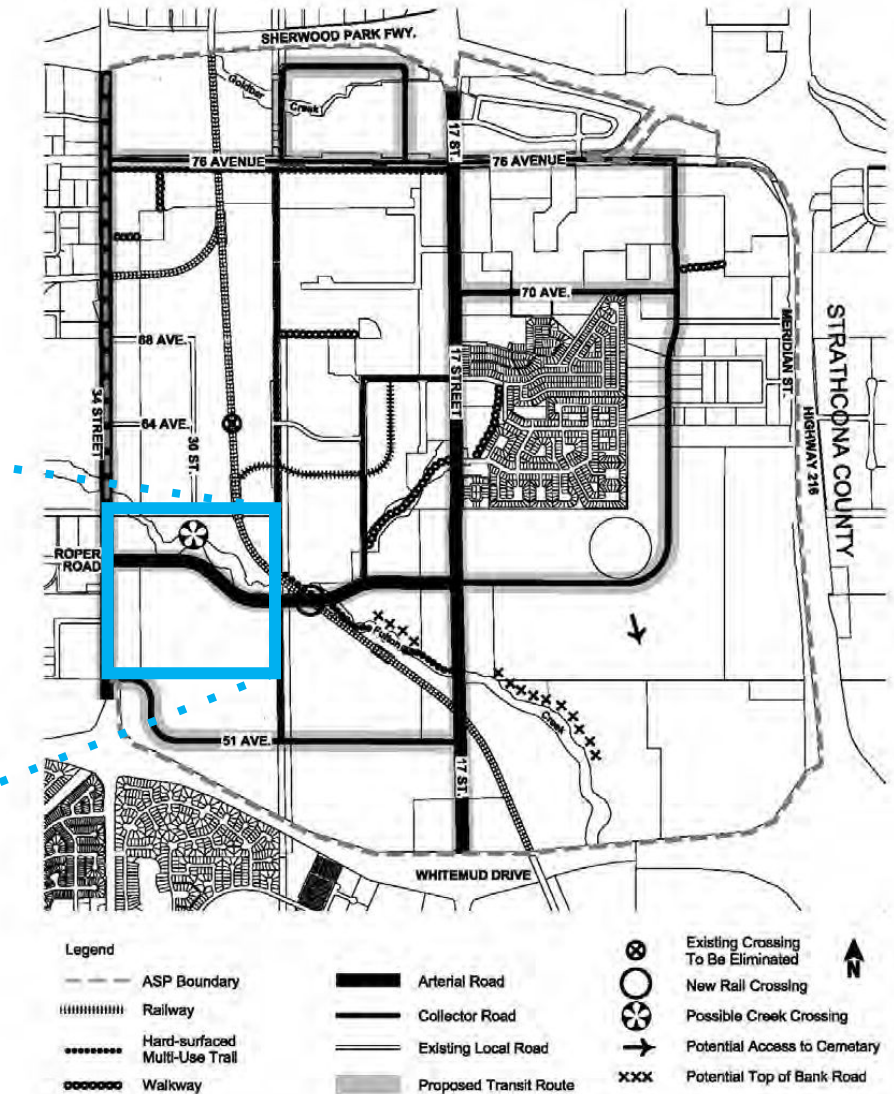 SHERWOOD PARK FWY.
Goldbar
Creek
17 ST.
76 AVENUE
76 AVENUE
70 AVE.
68 AVE.
17 STREET
MERIDIAN ST.
STRATHCONA COUNTY
34 STREET
64 AVE.
36 ST.
HIGHWAY 216
ROPER
ROAD
Fulton
Creek
51 AVE.
17 ST.
WHITEMUD DRIVE
Legend
ASP Boundary
Railway
Hard-surfaced
Multi-Use Trail
Walkway
Arterial Road
Collector Road
Existing Local Road
Proposed Transit Route
Existing Crossing
To Be Eliminated
New Rail Crossing
Possible Creek Crossing
Potential Access to Cemetary
XXX Potential Top of Bank Road
N